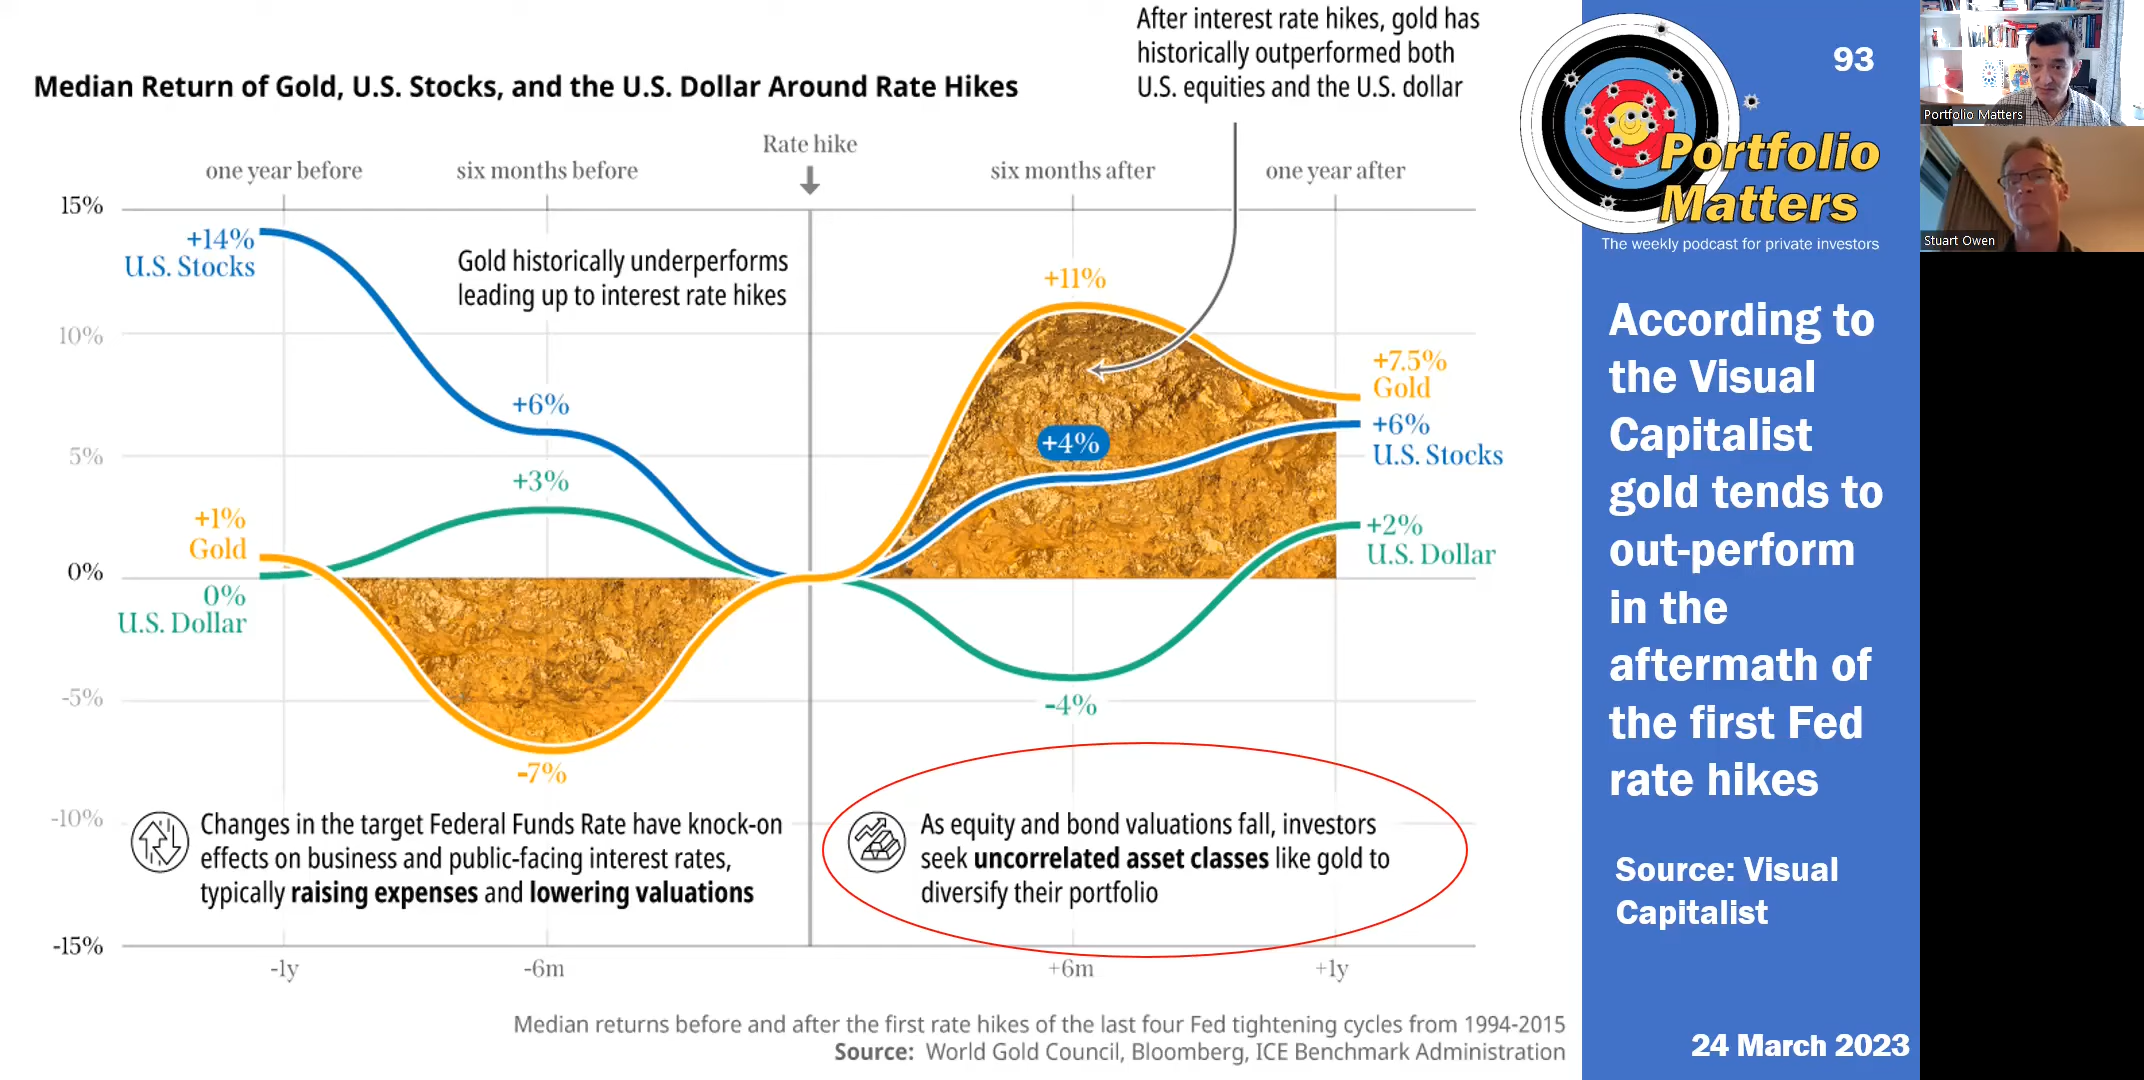 After interest rate hikes, gold has
historically outperformed both
U.S. equities and the U.S. dollar
Median Return of Gold, U.S. Stocks, and the U.S. Dollar Around Rate Hikes
Rate hike
one year before
six months before
six months after
one year after
15%
10%
5%
0%
-5%
-10%
-15%
+14%
U.S. Stocks
Gold historically underperforms
leading up to interest rate hikes
+6%
+3%
+1%
Gold
0%
U.S. Dollar
-7%
+11%
+4%
-4%
+7.5%
Gold
+6%
U.S. Stocks
+2%
U.S. Dollar
Changes in the target Federal Funds Rate have knock-on
effects on business and public-facing interest rates,
typically raising expenses and lowering valuations
As equity and bond valuations fall, investors
seek uncorrelated asset classes like gold to
diversify their portfolio
-1y
-6m
+6m
+1y
Median returns before and after the first rate hikes of the last four Fed tightening cycles from 1994-2015
Source: World Gold Council, Bloomberg, ICE Benchmark Administration
93
Portfolio
Matters
The weekly podcast for private investors
According to
the Visual
Capitalist
gold tends to
out-perform
in the
aftermath of
the first Fed
rate hikes
Source: Visual
Capitalist
24 March 2023
Portfolio Matters
Stuart Owen